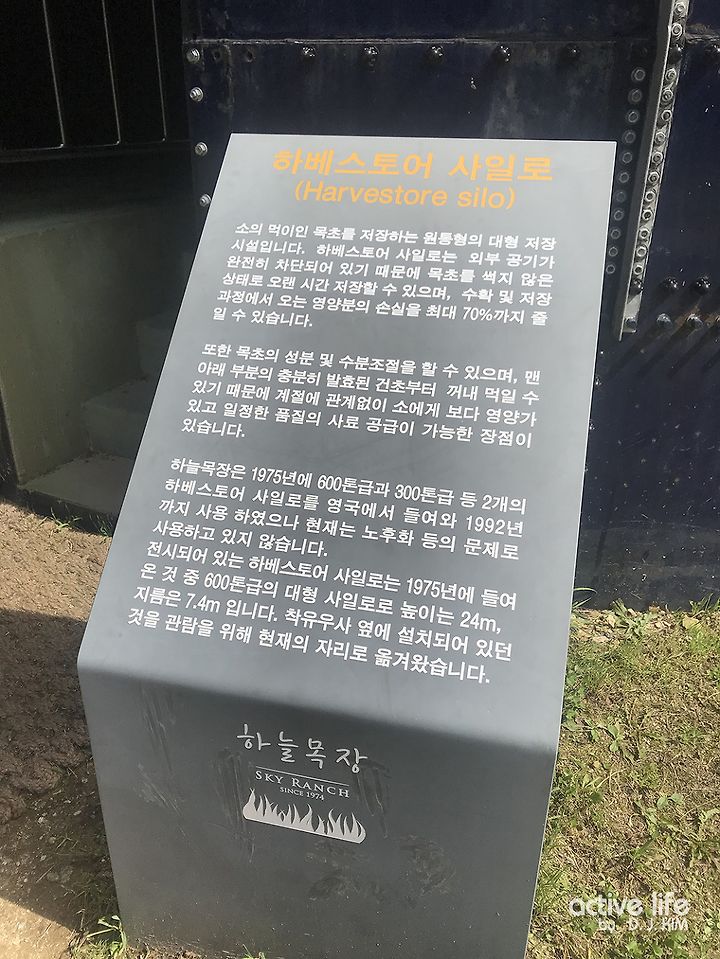 하베스토어 사일로
(Harvestore silo)
소의 먹이인 목초를 저장하는 원통형의 대형 저장
시설입니다. 하베스토어 사일로는 외부 공기가
완전히 차단되어 있기 때문에 목초를 썩지 않은
상태로 오랜 시간 저장할 수 있으며, 수확 및 저장
과정에서 오는 영양분의 손실을 최대 70%까지 줄
일 수 있습니다.
또한 목초의 성분 및 수분조절을 할 수 있으며, 맨
아래 부분의 충분히 발효된 건초부터 꺼내 먹일 수
있기 때문에 계절에 관계없이 소에게 보다 영양가
있고 일정한 품질의 사료 공급이 가능한 장점이
있습니다.
하늘목장은 1975년에 600톤급과 300톤급 등 2개의
하베스토어 사일로를 영국에서 들여와 1992년
까지 사용 하였으나 현재는 노후화 등의 문제로
사용하고 있지 않습니다.
전시되어 있는 하베스토어 사일로는 1975년에 들여
온 것 중 600톤급의 대형 사일로로 높이는 24m,
지름은 7.4m 입니다. 착유우사 옆에 설치되어 있던
것을 관람을 위해 현재의 자리로 옮겨왔습니다.
하늘목장
SKY RANCH
SINCE 1974
active life
by. D. J. KIM